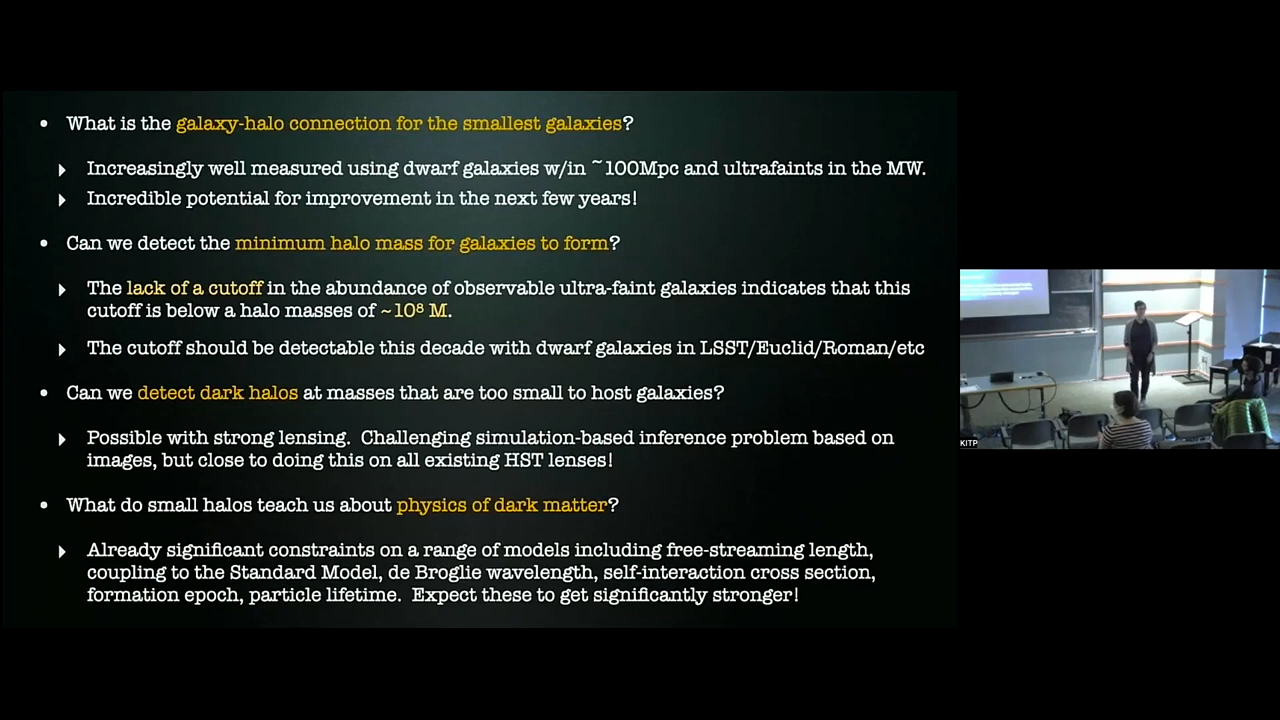 • What is the galaxy-halo connection for the smallest galaxies?
Increasingly well measured using dwarf galaxies w/in ~100Mpc and ultrafaints in the MW.
Incredible potential for improvement in the next few years!
• Can we detect the minimum halo mass for galaxies to form?
The lack of a cutoff in the abundance of observable ultra-faint galaxies indicates that this
cutoff is below a halo masses of ~10⁸ M.
The cutoff should be detectable this decade with dwarf galaxies in LSST/Euclid/Roman/etc
• Can we detect dark halos at masses that are too small to host galaxies?
Possible with strong lensing. Challenging simulation-based inference problem based on
images, but close to doing this on all existing HST lenses!
• What do small halos teach us about physics of dark matter?
Already significant constraints on a range of models including free-streaming length,
coupling to the Standard Model, de Broglie wavelength, self-interaction cross section,
formation epoch, particle lifetime. Expect these to get significantly stronger!
KITP